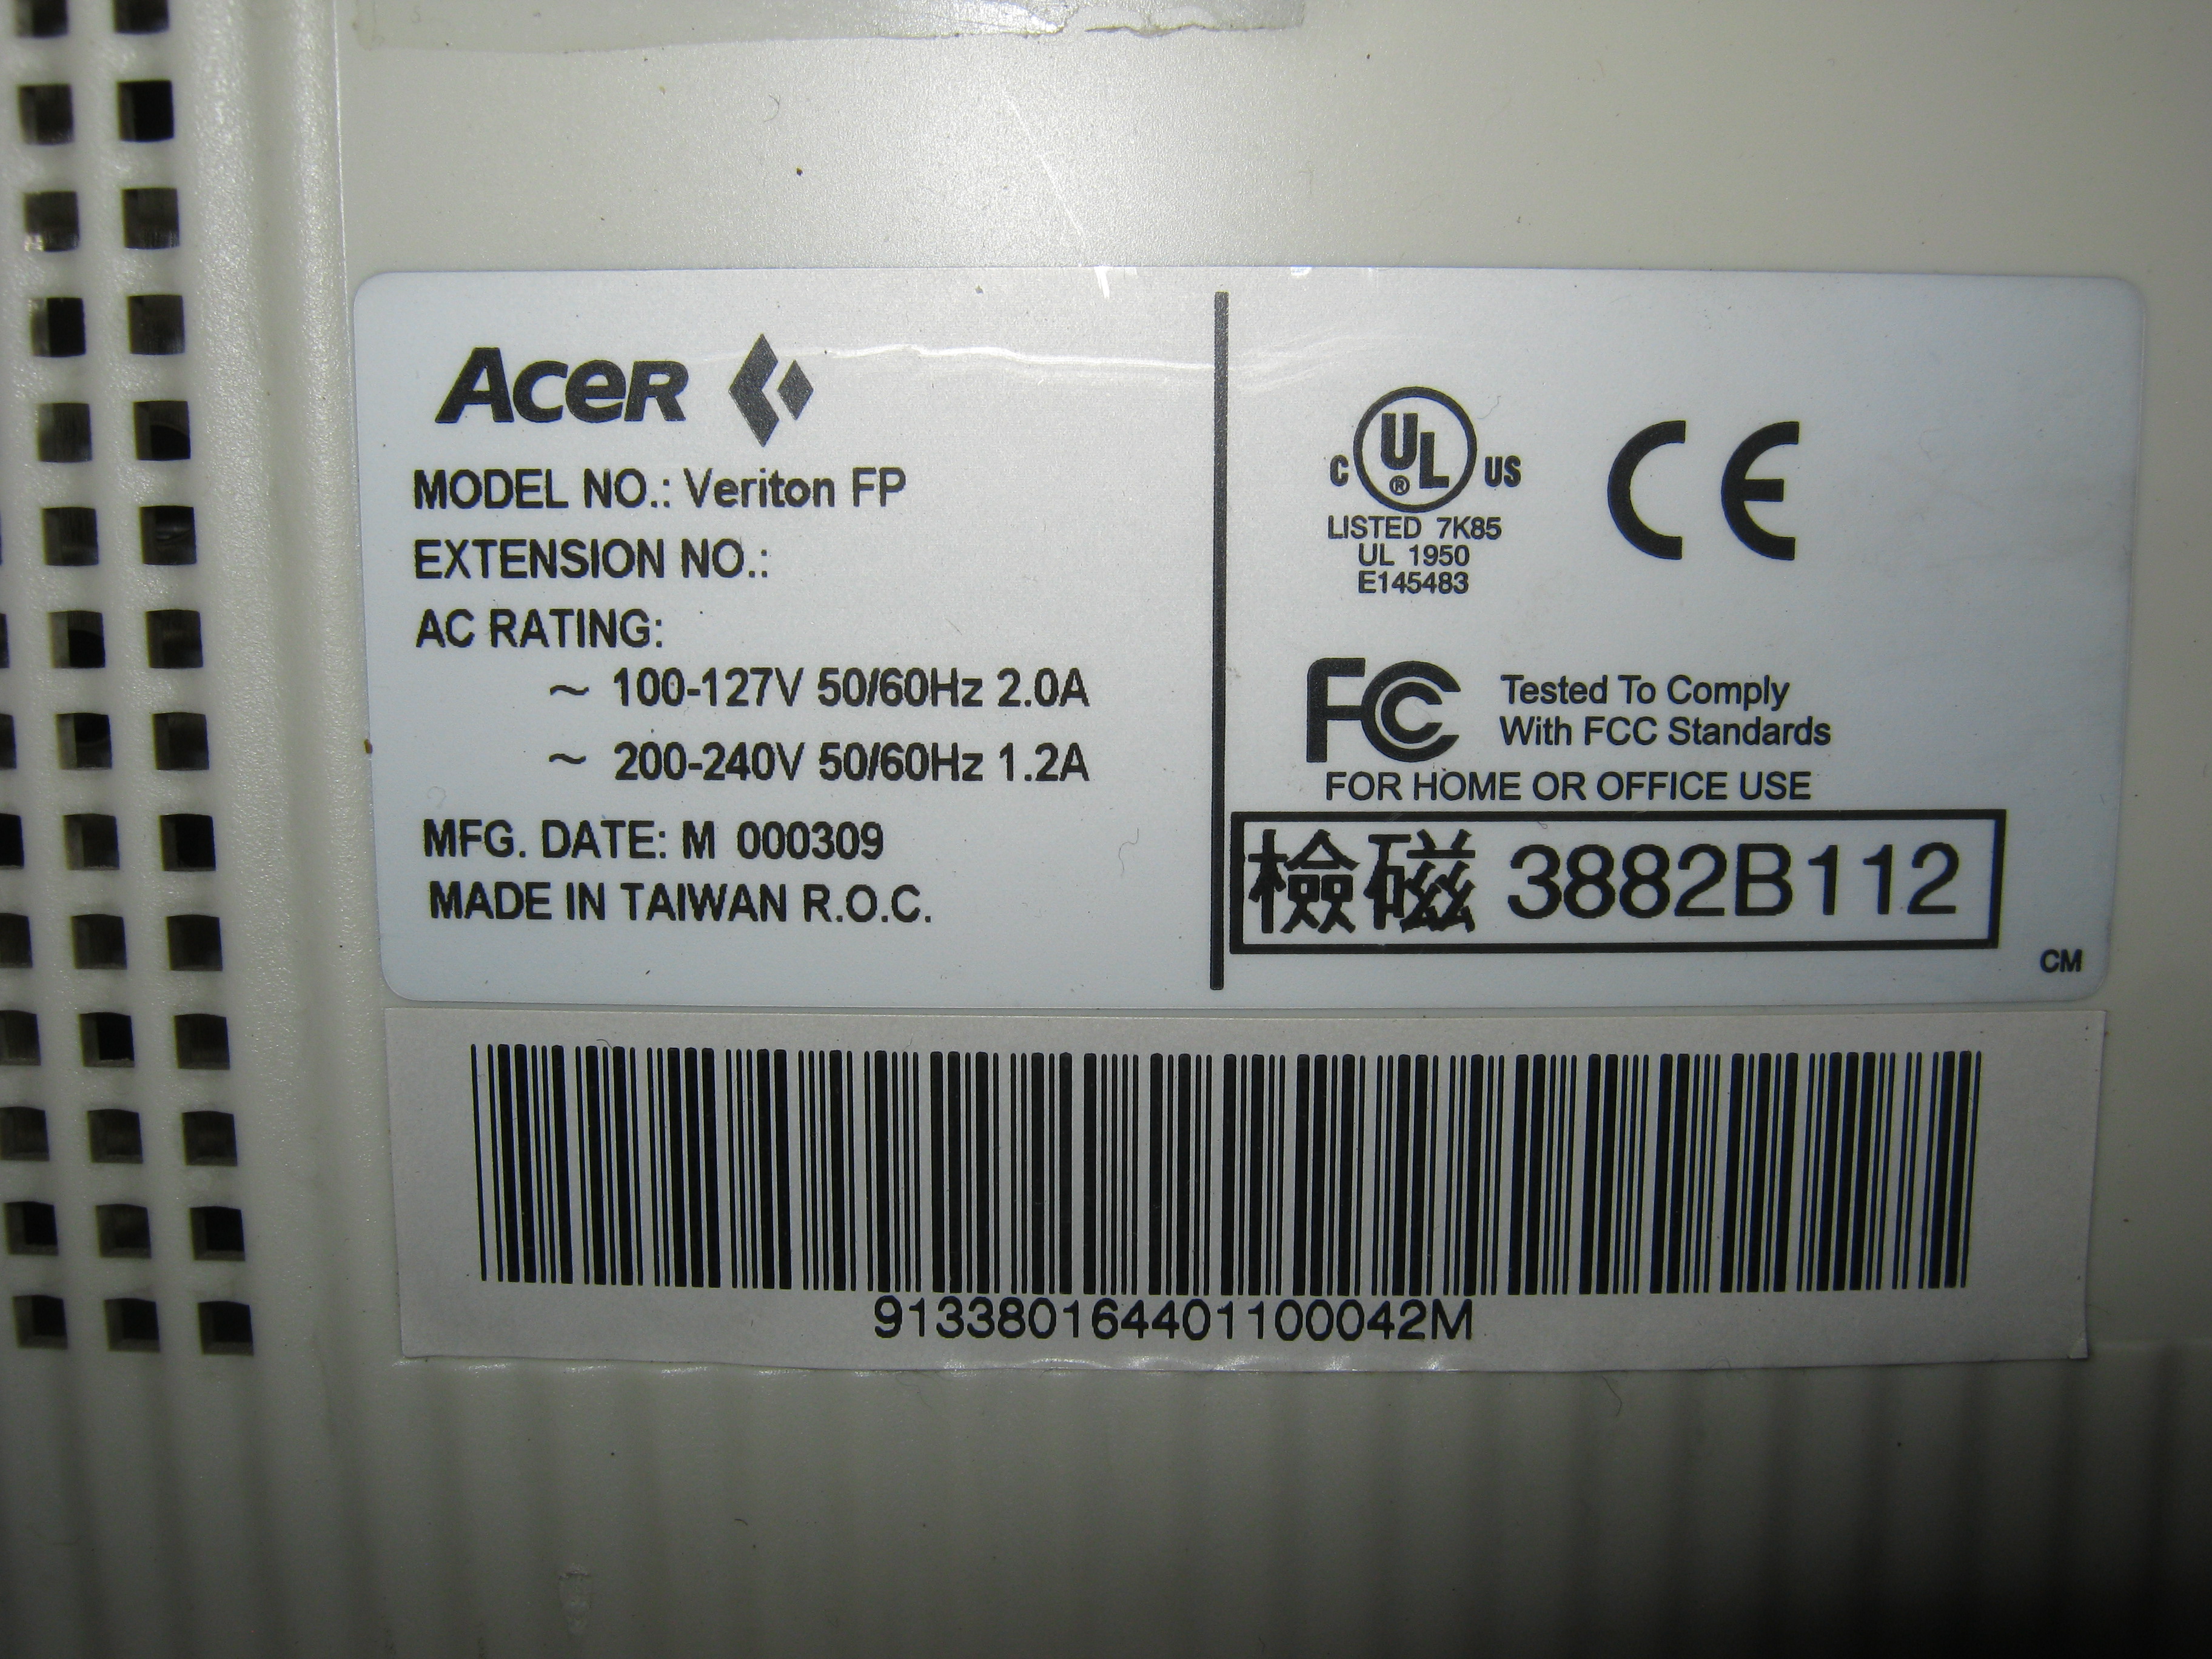 Acer
MODEL NO.: Veriton FP
EXTENSION NO.:
AC RATING:
~ 100-127V 50/60Hz 2.0A
~ 200-240V 50/60Hz 1.2A
MFG. DATE: M 000309
MADE IN TAIWAN R.O.C.
C UL ® US
LISTED 7K85
UL 1950
E145483
CE
FC Tested To Comply
With FCC Standards
FOR HOME OR OFFICE USE
檢磁 3882B112
CM
913380164401100042M